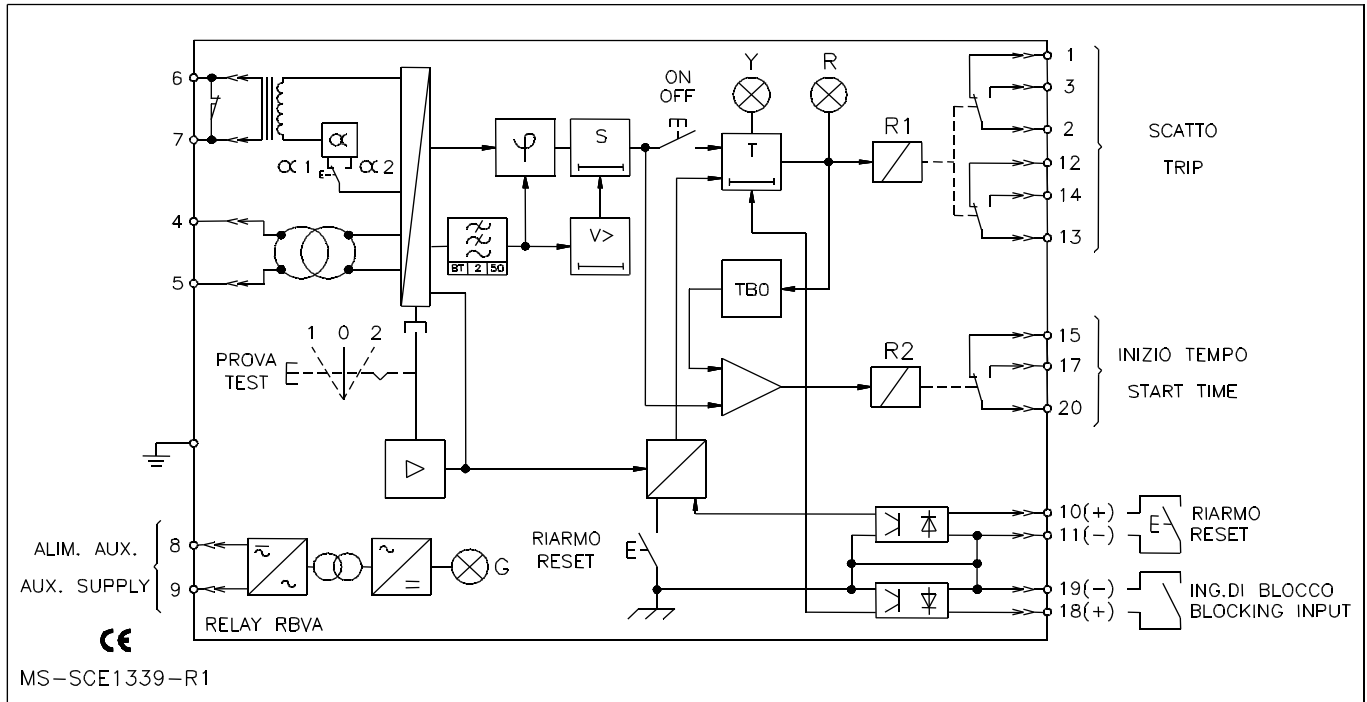 6
7
4
5
8
9
α
α1
α2
φ
S
V>
BT 2 50
ON
OFF
Y
R
T
TBO
R1
R2
1
3
2
12
14
13
SCATTO
TRIP
15
17
20
INIZIO TEMPO
START TIME
1 0 2
PROVA
TEST
RIARMO
RESET
10(+)
11(-)
RIARMO
RESET
19(-)
18(+)
ING.DI BLOCCO
BLOCKING INPUT
ALIM. AUX.
AUX. SUPPLY
G
RELAY RBVA
CE
MS-SCE1339-R1